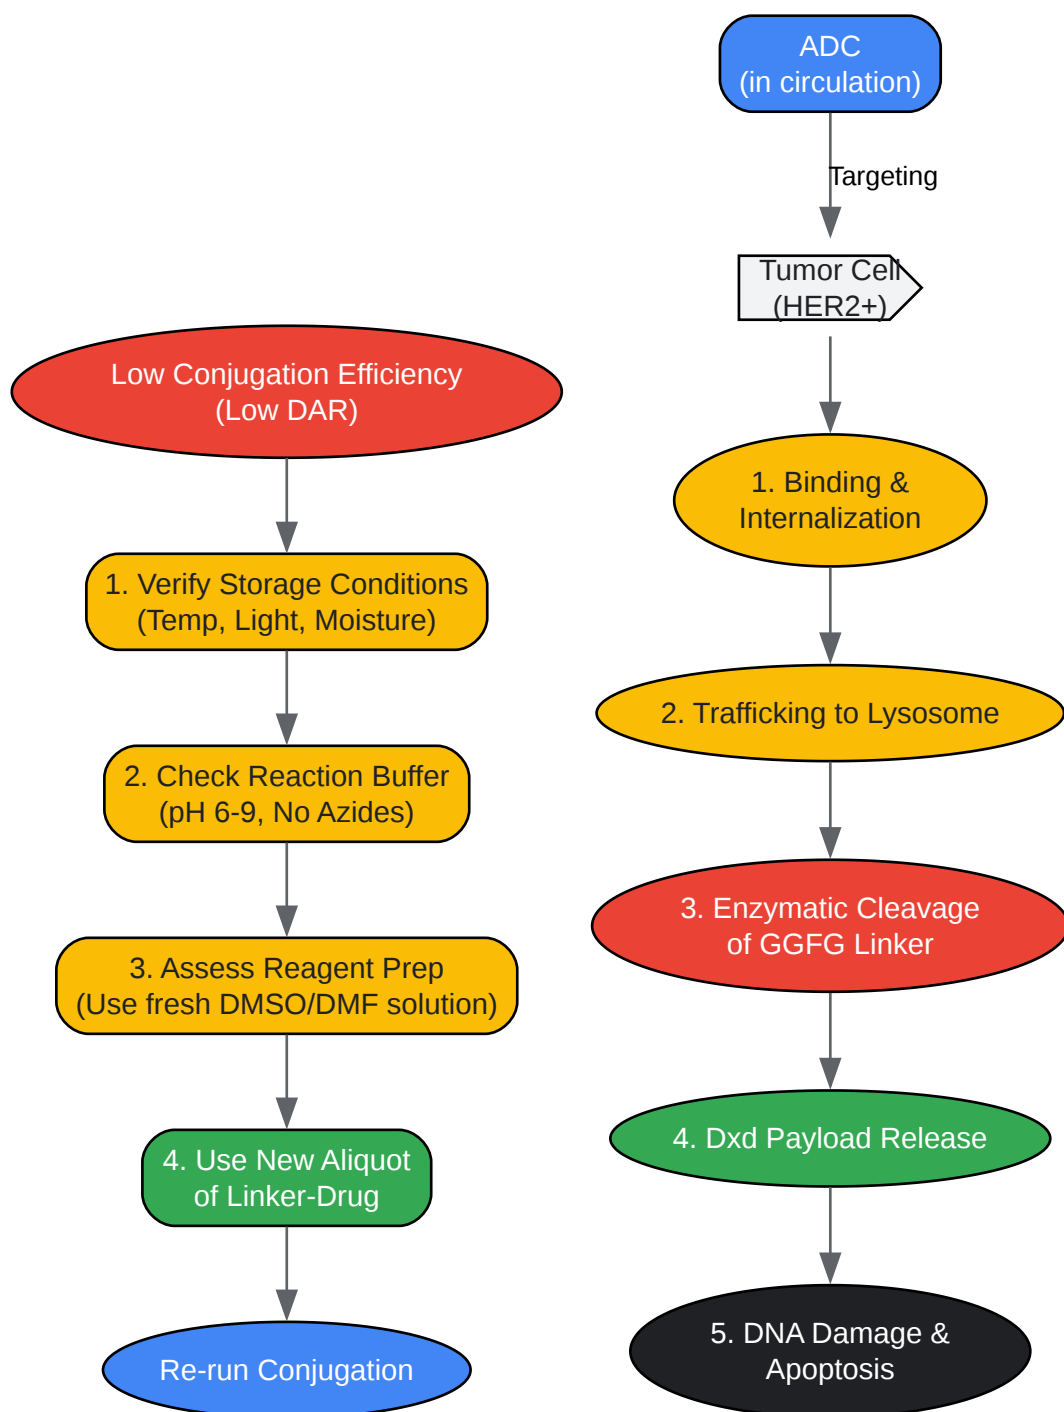 Low Conjugation Efficiency
(Low DAR)
1. Verify Storage Conditions
(Temp, Light, Moisture)
2. Check Reaction Buffer
(pH 6-9, No Azides)
3. Assess Reagent Prep
(Use fresh DMSO/DMF solution)
4. Use New Aliquot
of Linker-Drug
Re-run Conjugation
ADC
(in circulation)
Targeting
Tumor Cell
(HER2+)
1. Binding &
Internalization
2. Trafficking to Lysosome
3. Enzymatic Cleavage
of GGFG Linker
4. Dxd Payload Release
5. DNA Damage &
Apoptosis